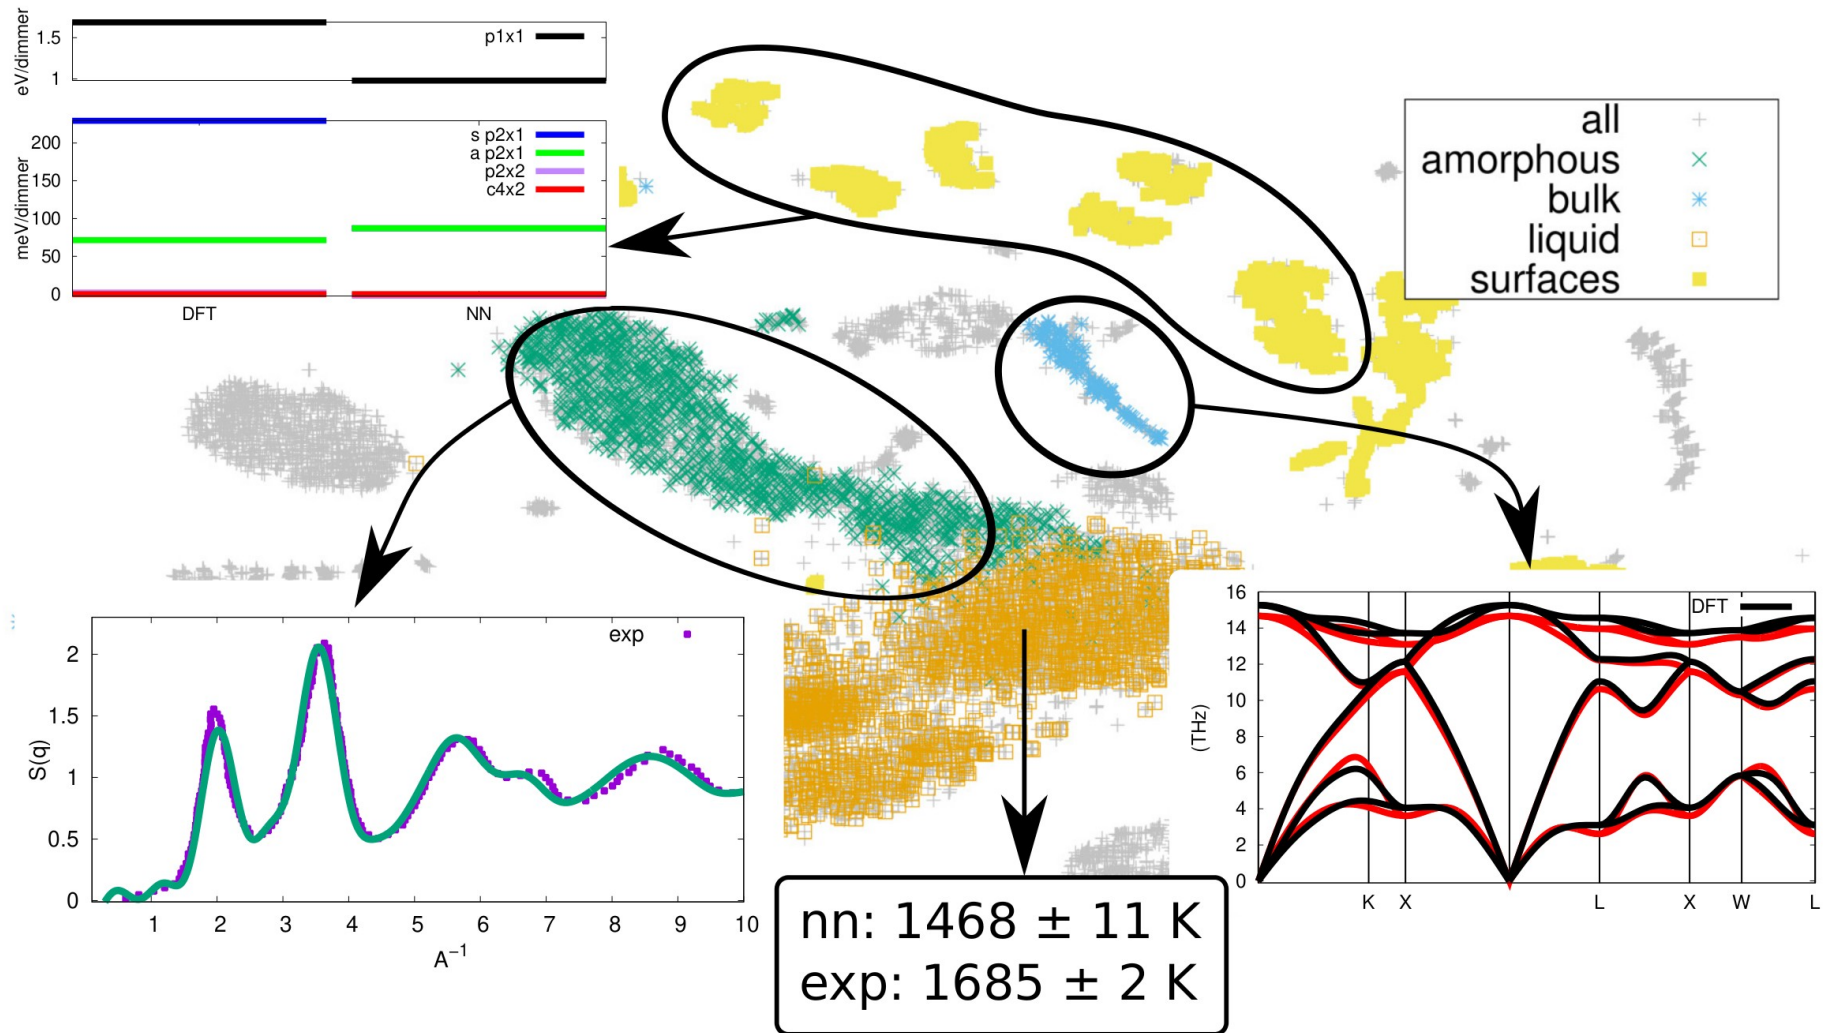 eV/dimmer
1.5
1
p1x1
meV/dimmer
200
150
100
50
0
s p2x1
a p2x1
p2x2
c4x2
DFT NN
all
amorphous
bulk
liquid
surfaces
S(q)
2
1.5
1
0.5
0
exp
1 2 3 4 5 6 7 8 9 10
A⁻¹
nn: 1468 ± 11 K
exp: 1685 ± 2 K
(THz)
16
14
12
10
8
6
4
2
0
DFT
K X L X W L